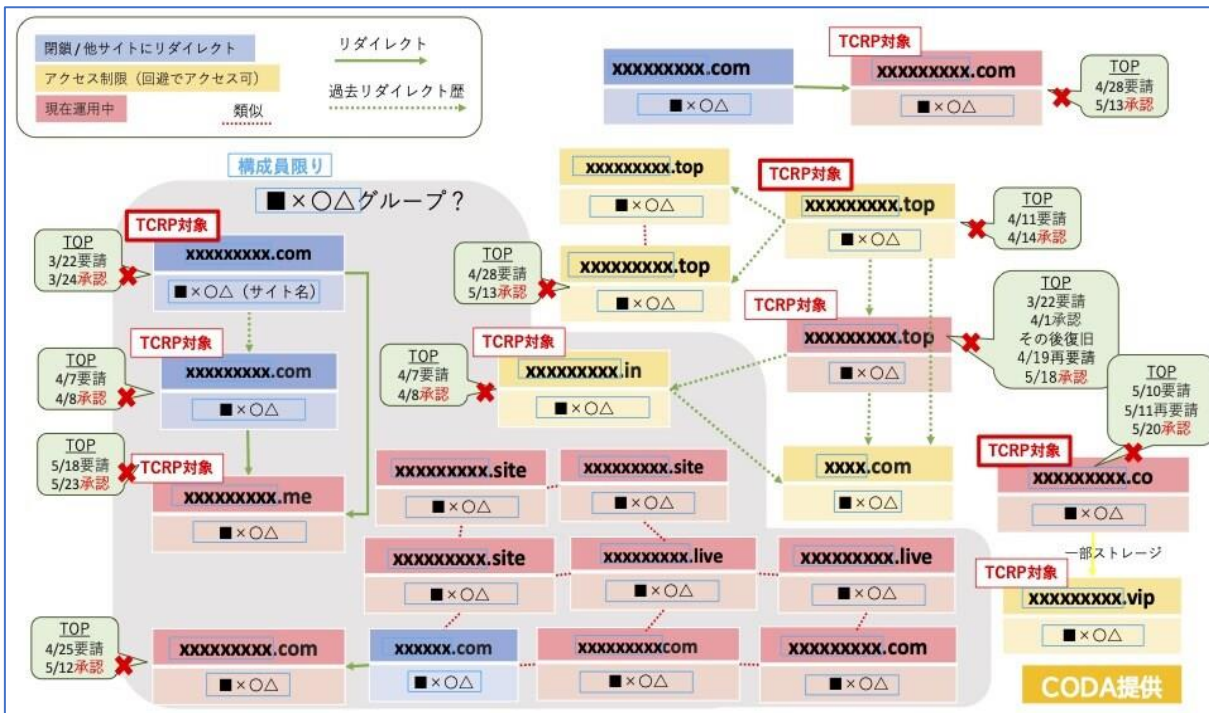 閉鎖/他サイトにリダイレクト
アクセス制限（回避でアクセス可）
現在運用中
リダイレクト
過去リダイレクト歴
類似
xxxxxxxxx.com
■×○△
TCRP対象
xxxxxxxxx.com
■×○△
TOP
4/28要請
5/13承認
構成員限り
■×○△グループ？
xxxxxxxxx.top
■×○△
TCRP対象
xxxxxxxxx.top
■×○△
TOP
4/11要請
4/14承認
TOP
3/22要請
3/24承認
TCRP対象
xxxxxxxxx.com
■×○△（サイト名）
TOP
4/28要請
5/13承認
xxxxxxxxx.top
■×○△
TCRP対象
xxxxxxxxx.top
■×○△
TOP
3/22要請
4/1承認
その後復旧
4/19再要請
5/18承認
TOP
4/7要請
4/8承認
TCRP対象
xxxxxxxxx.com
■×○△
TOP
4/7要請
4/8承認
TCRP対象
xxxxxxxxx.in
■×○△
TOP
5/10要請
5/11再要請
5/20承認
TOP
5/18要請
5/23承認
TCRP対象
xxxxxxxxx.me
■×○△
xxxxxxxxx.site
■×○△
xxxxxxxxx.site
■×○△
xxxx.com
■×○△
TCRP対象
xxxxxxxxx.co
■×○△
一部ストレージ
xxxxxxxxx.site
■×○△
xxxxxxxxx.live
■×○△
xxxxxxxxx.live
■×○△
TCRP対象
xxxxxxxxx.vip
■×○△
TOP
4/25要請
5/12承認
xxxxxxxxx.com
■×○△
xxxxxx.com
■×○△
xxxxxxxxxcom
■×○△
xxxxxxxxx.com
■×○△
CODA提供